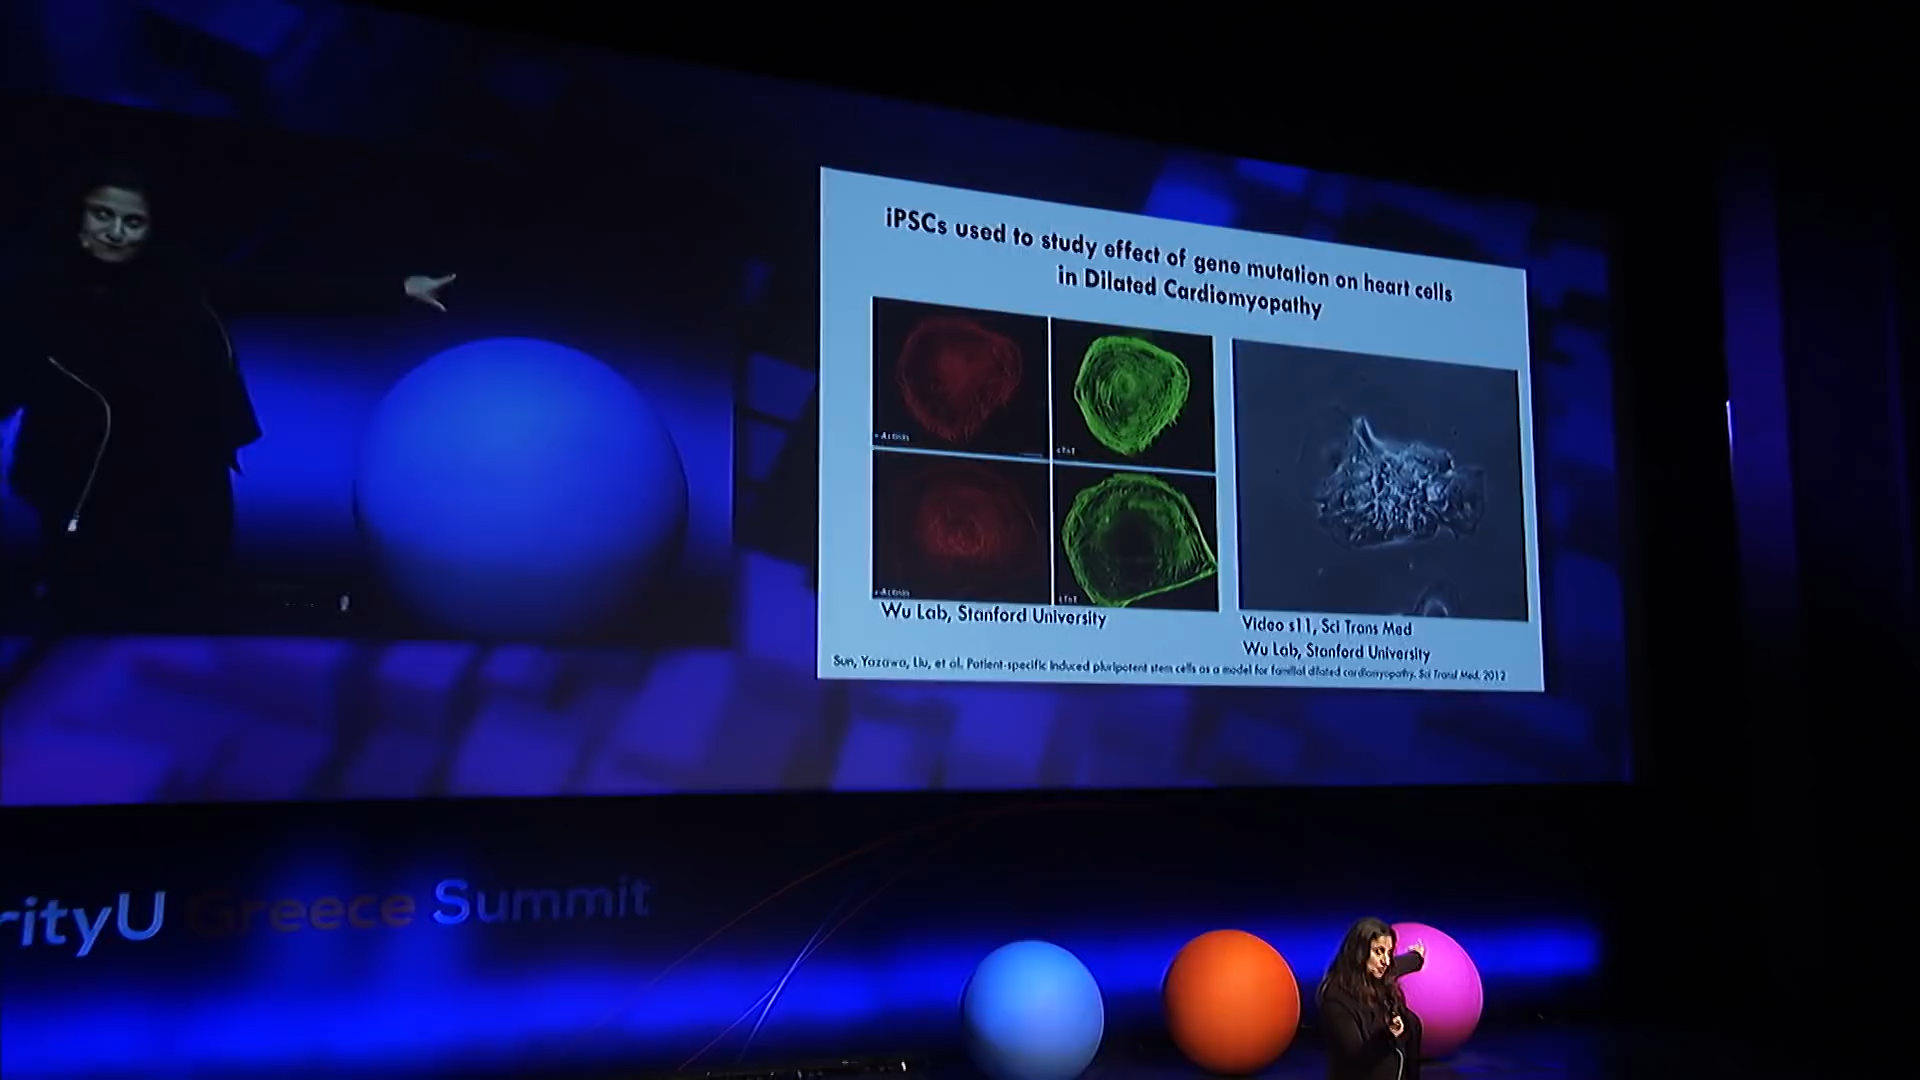 iPSCs used to study effect of gene mutation on heart cells
in Dilated Cardiomyopathy
cTnT
cTnT
Wu Lab, Stanford University
Video s11, Sci Trans Med
Wu Lab, Stanford University
Sun, Yazawa, Liu, et al. Patient-specific induced pluripotent stem cells as a model for familial dilated cardiomyopathy. Sci Transl Med. 2012
rityU Greece Summit